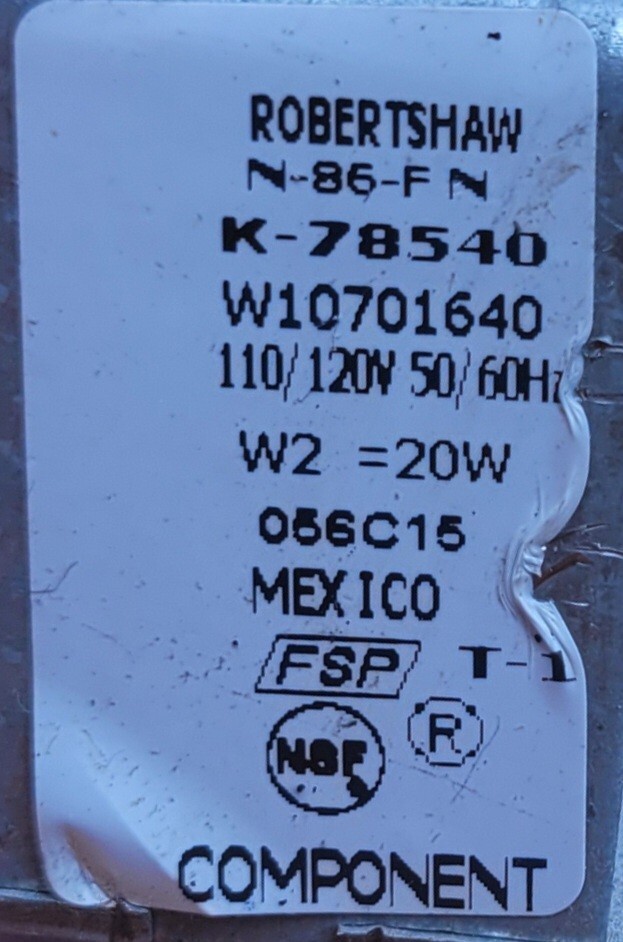 ROBERTSHAW
N-86-F N
K-78540
W10701640
110/120V 50/60Hz
W2 =20W
056C15
MEXICO
FSP T-1
NSF ®
COMPONENT